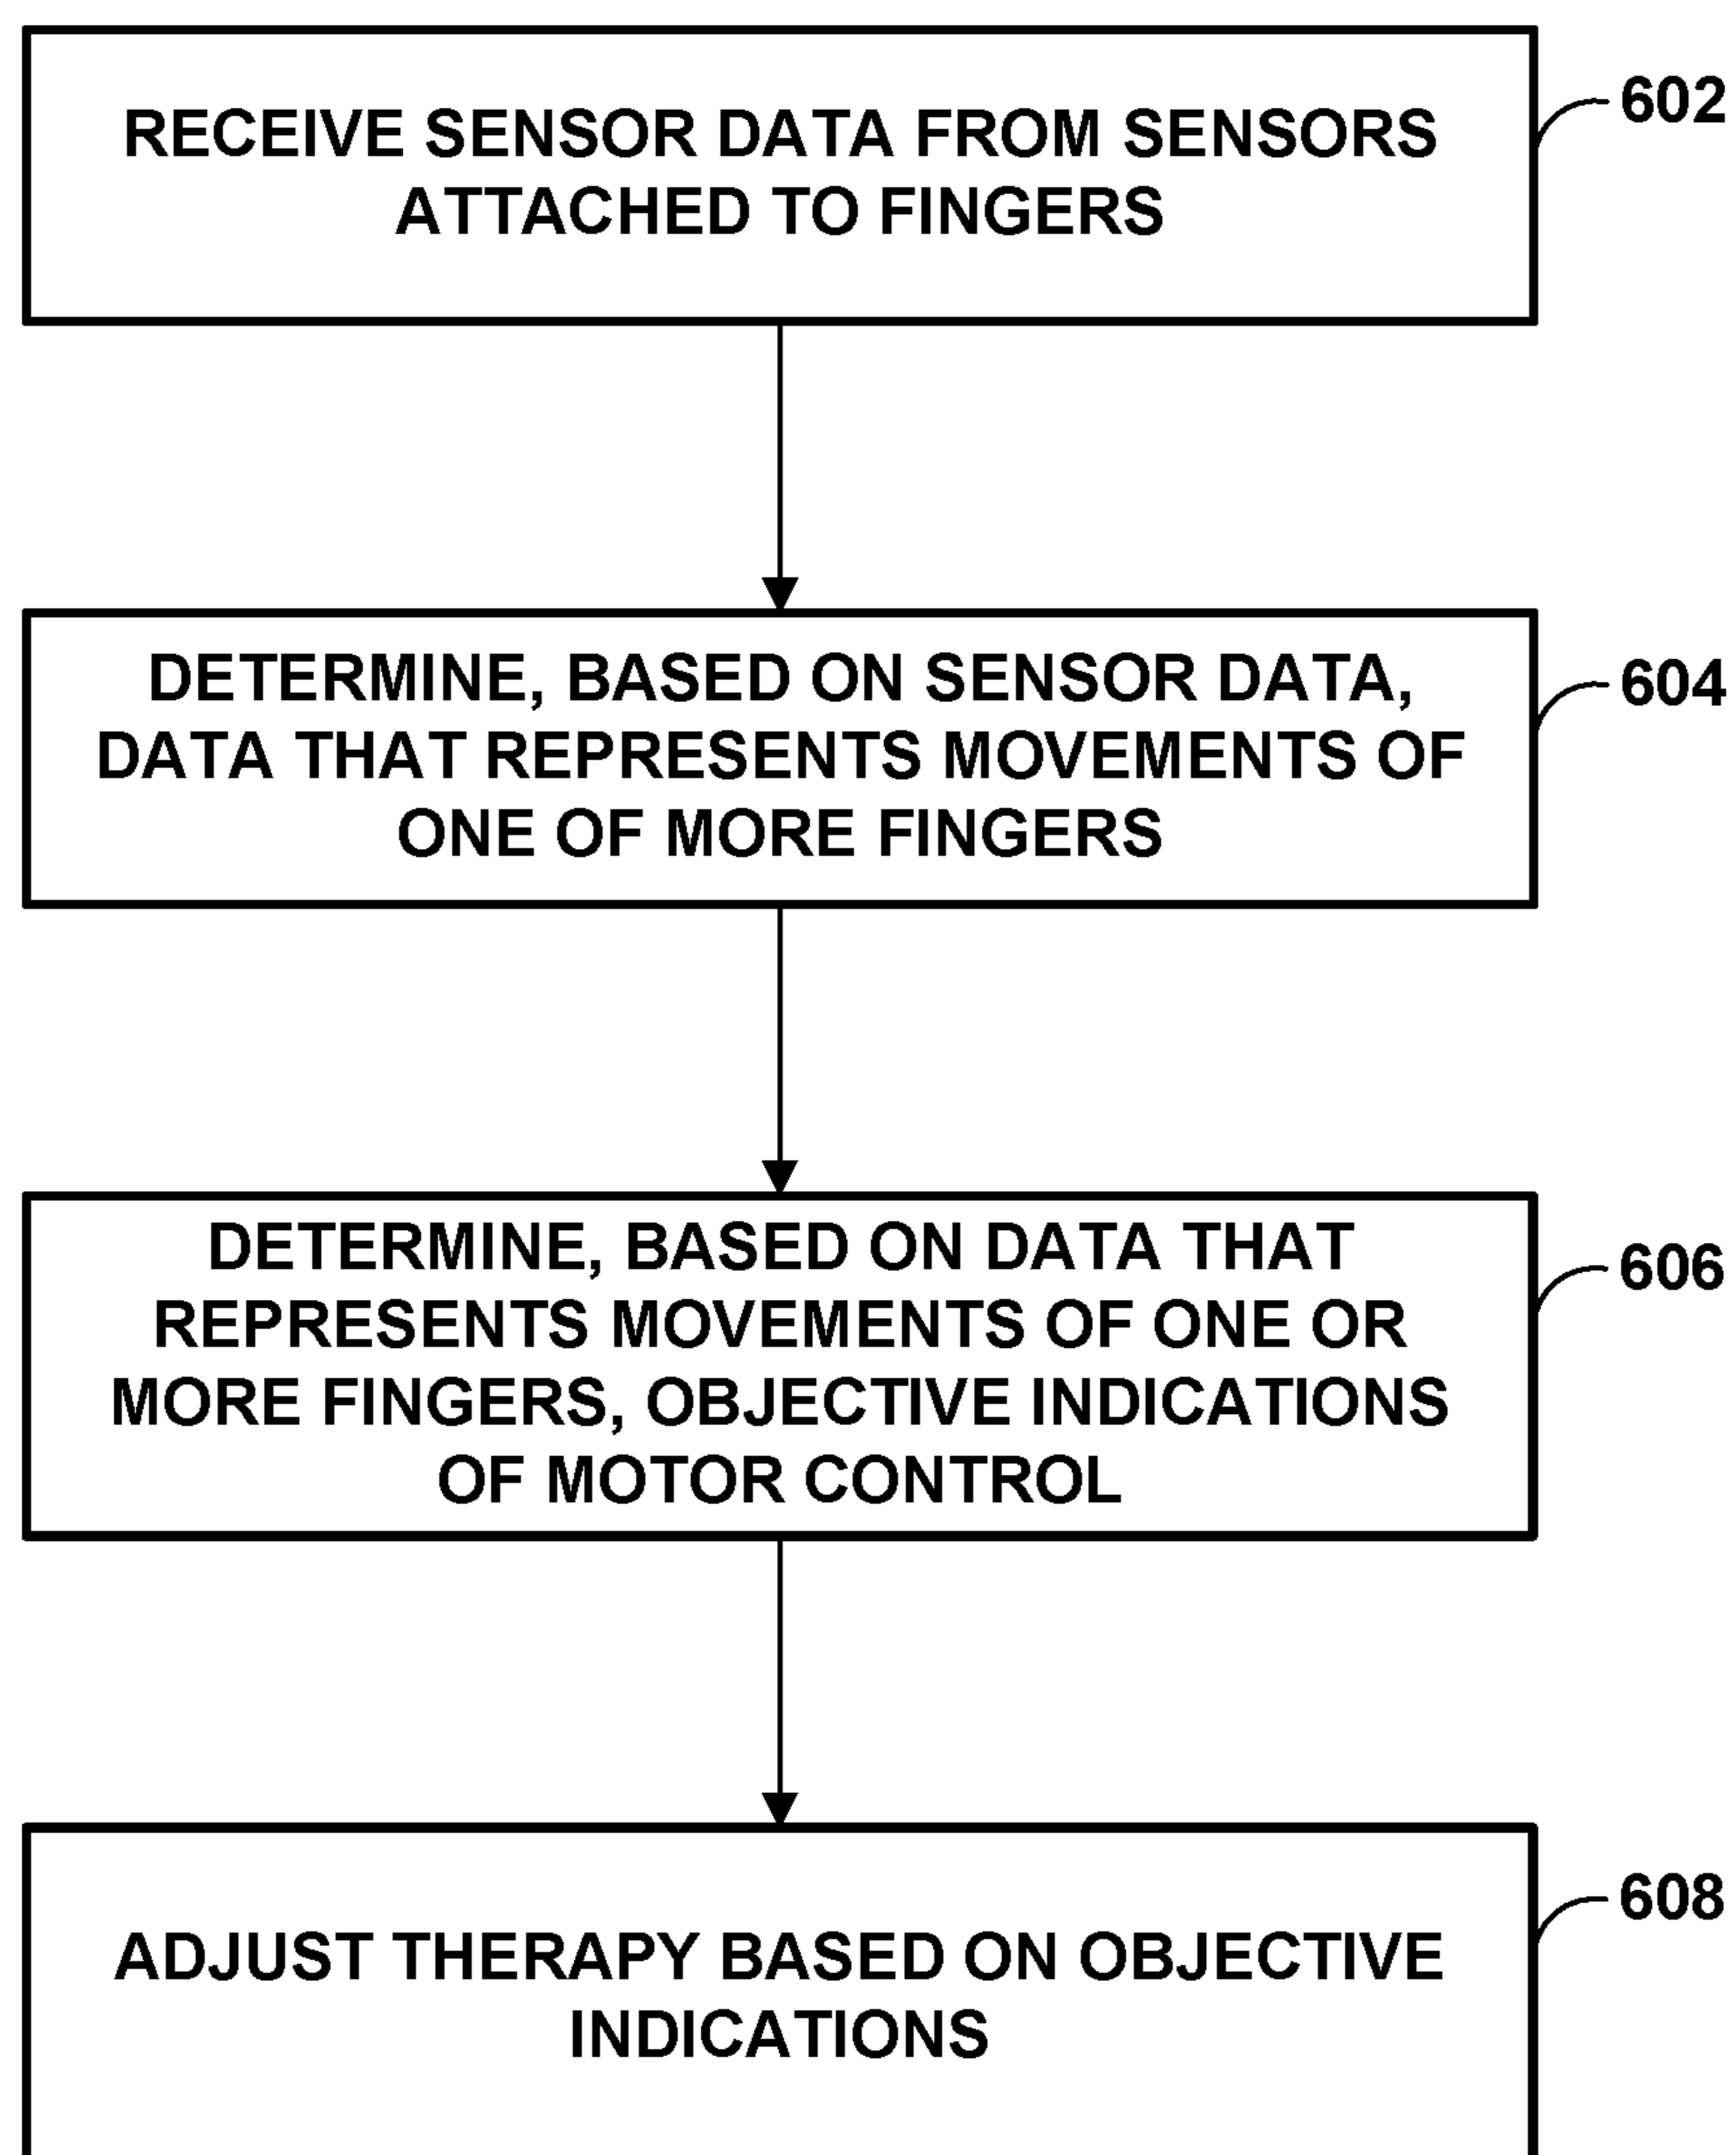 RECEIVE SENSOR DATA FROM SENSORS
ATTACHED TO FINGERS
602
DETERMINE, BASED ON SENSOR DATA,
DATA THAT REPRESENTS MOVEMENTS OF
ONE OF MORE FINGERS
604
DETERMINE, BASED ON DATA THAT
REPRESENTS MOVEMENTS OF ONE OR
MORE FINGERS, OBJECTIVE INDICATIONS
OF MOTOR CONTROL
606
ADJUST THERAPY BASED ON OBJECTIVE
INDICATIONS
608